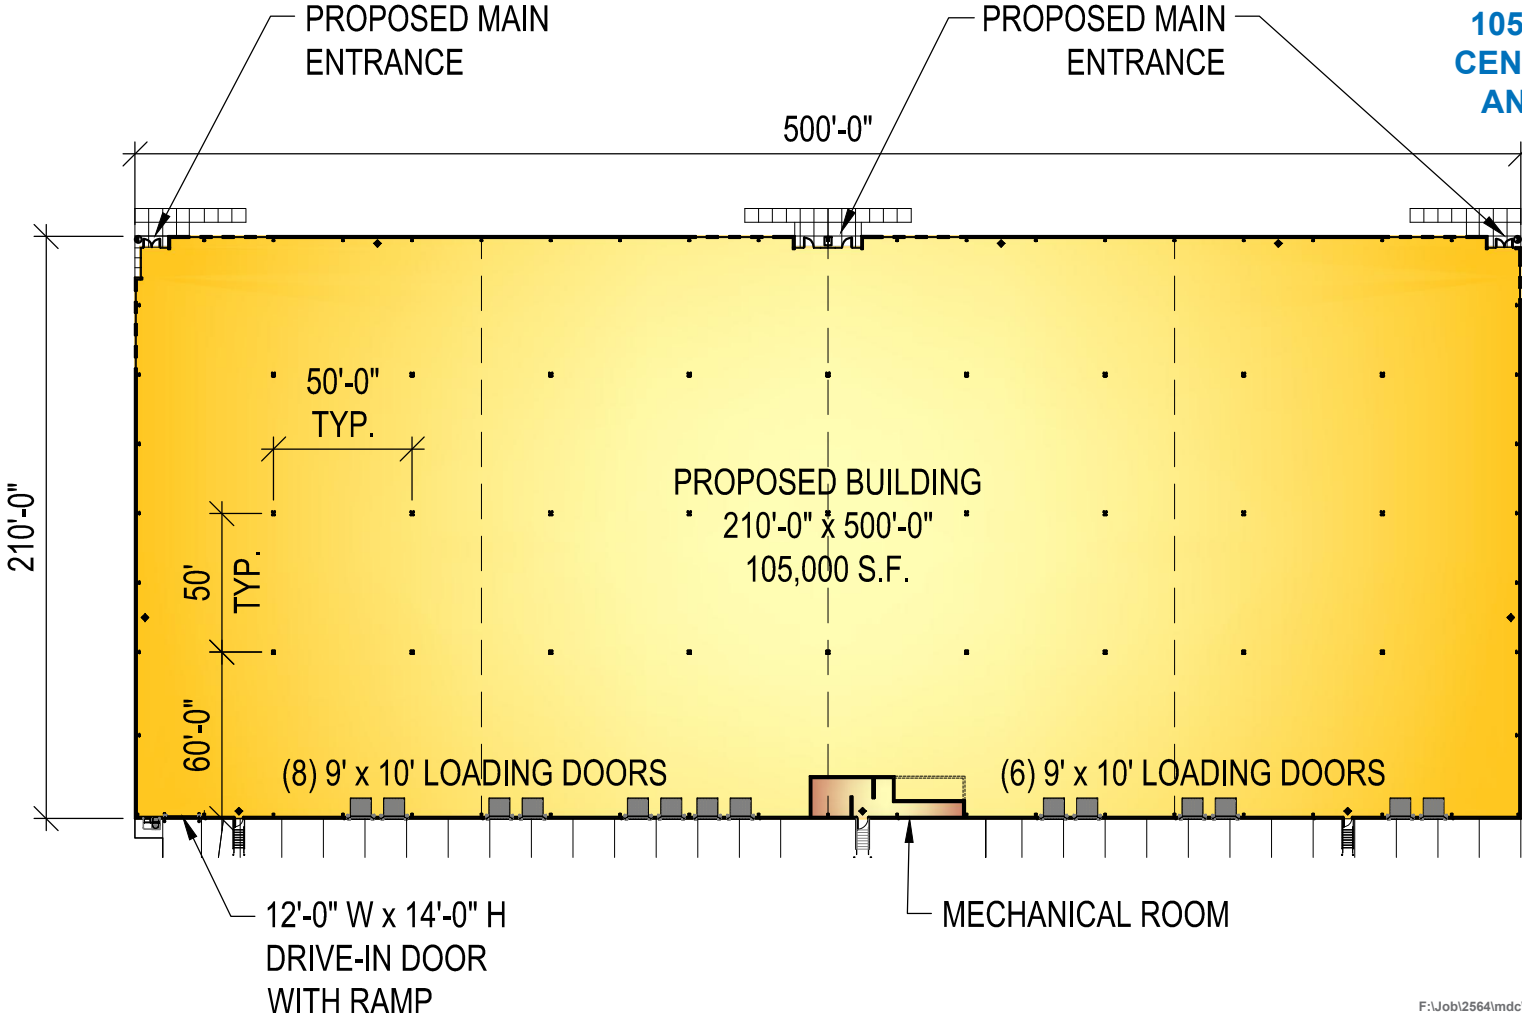 PROPOSED MAIN
ENTRANCE
PROPOSED MAIN
ENTRANCE
105
CEN
AN
500'-0"
210'-0"
50'-0"
TYP.
50'
TYP.
60'-0"
PROPOSED BUILDING
210'-0" x 500'-0"
105,000 S.F.
(8) 9' x 10' LOADING DOORS
(6) 9' x 10' LOADING DOORS
12'-0" W x 14'-0" H
DRIVE-IN DOOR
WITH RAMP
MECHANICAL ROOM
F:\Job\2564\mdc\